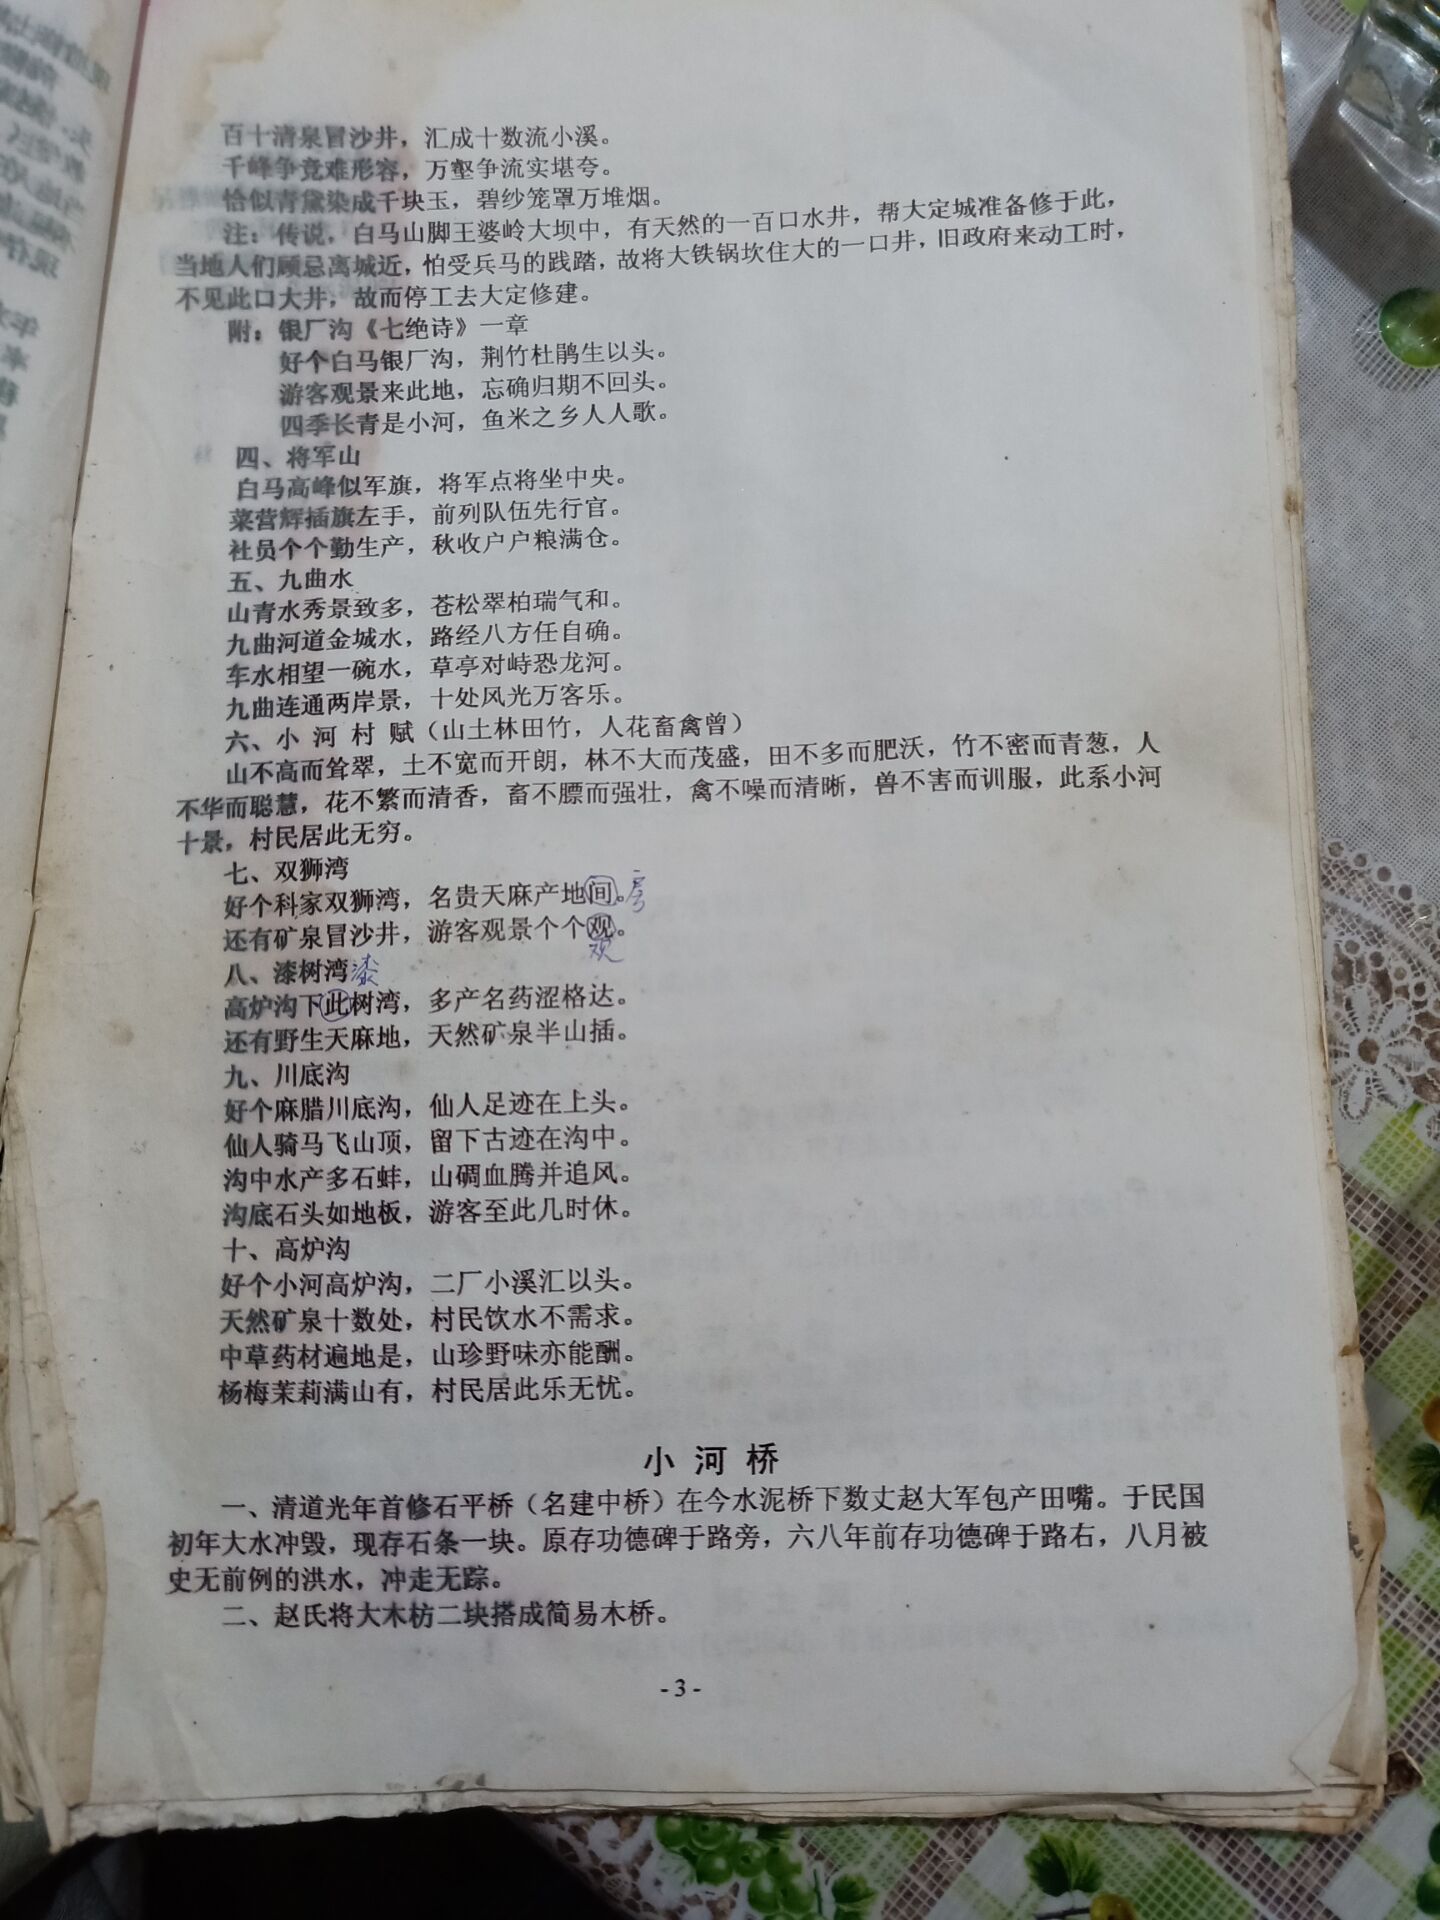 百十清泉冒沙井，汇成十数流小溪。
千峰争竞难形容，万壑争流实堪夸。
恰似青黛染成千块玉，碧纱笼罩万堆烟。
注：传说，白马山脚王婆岭大坝中，有天然的一百口水井，帮大定城准备修于此，
当地人们顾忌离城近，怕受兵马的践踏，故将大铁锅坎住大的一口井，旧政府来动工时，
不见此口大井，故而停工去大定修建。
附：银厂沟《七绝诗》一章
好个白马银厂沟，荆竹杜鹃生以头。
游客观景来此地，忘确归期不回头。
四季长青是小河，鱼米之乡人人歌。
四、将军山
白马高峰似军旗，将军点将坐中央。
菜营辉插旗左手，前列队伍先行官。
社员个个勤生产，秋收户户粮满仓。
五、九曲水
山青水秀景致多，苍松翠柏瑞气和。
九曲河道金城水，路经八方任自确。
车水相望一碗水，草亭对峙恐龙河。
九曲连通两岸景，十处风光万客乐。
六、小 河 村 赋（山土林田竹，人花畜禽曾）
山不高而耸翠，土不宽而开朗，林不大而茂盛，田不多而肥沃，竹不密而青葱，人
不华而聪慧，花不繁而清香，畜不膘而强壮，禽不噪而清晰，兽不害而训服，此系小河
十景，村民居此无穷。
七、双狮湾
好个科家双狮湾，名贵天麻产地间。
还有矿泉冒沙井，游客观景个个观。
观
八、漆树湾漆
高炉沟下此树湾，多产名药涩格达。
还有野生天麻地，天然矿泉半山插。
九、川底沟
好个麻腊川底沟，仙人足迹在上头。
仙人骑马飞山顶，留下古迹在沟中。
沟中水产多石蚌，山磵血腾并追风。
沟底石头如地板，游客至此几时休。
十、高炉沟
好个小河高炉沟，二厂小溪汇以头。
天然矿泉十数处，村民饮水不需求。
中草药材遍地是，山珍野味亦能酬。
杨梅茉莉满山有，村民居此乐无忧。
小 河 桥
一、清道光年首修石平桥（名建中桥）在今水泥桥下数丈赵大军包产田嘴。于民国
初年大水冲毁，现存石条一块。原存功德碑于路旁，六八年前存功德碑于路右，八月被
史无前例的洪水，冲走无踪。
二、赵氏将大木枋二块搭成简易木桥。
- 3 -